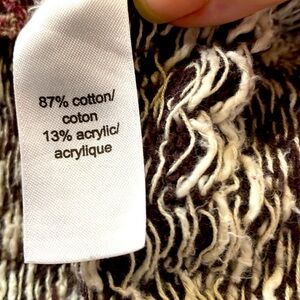 87% cotton/
coton
13% acrylic/
acrylique